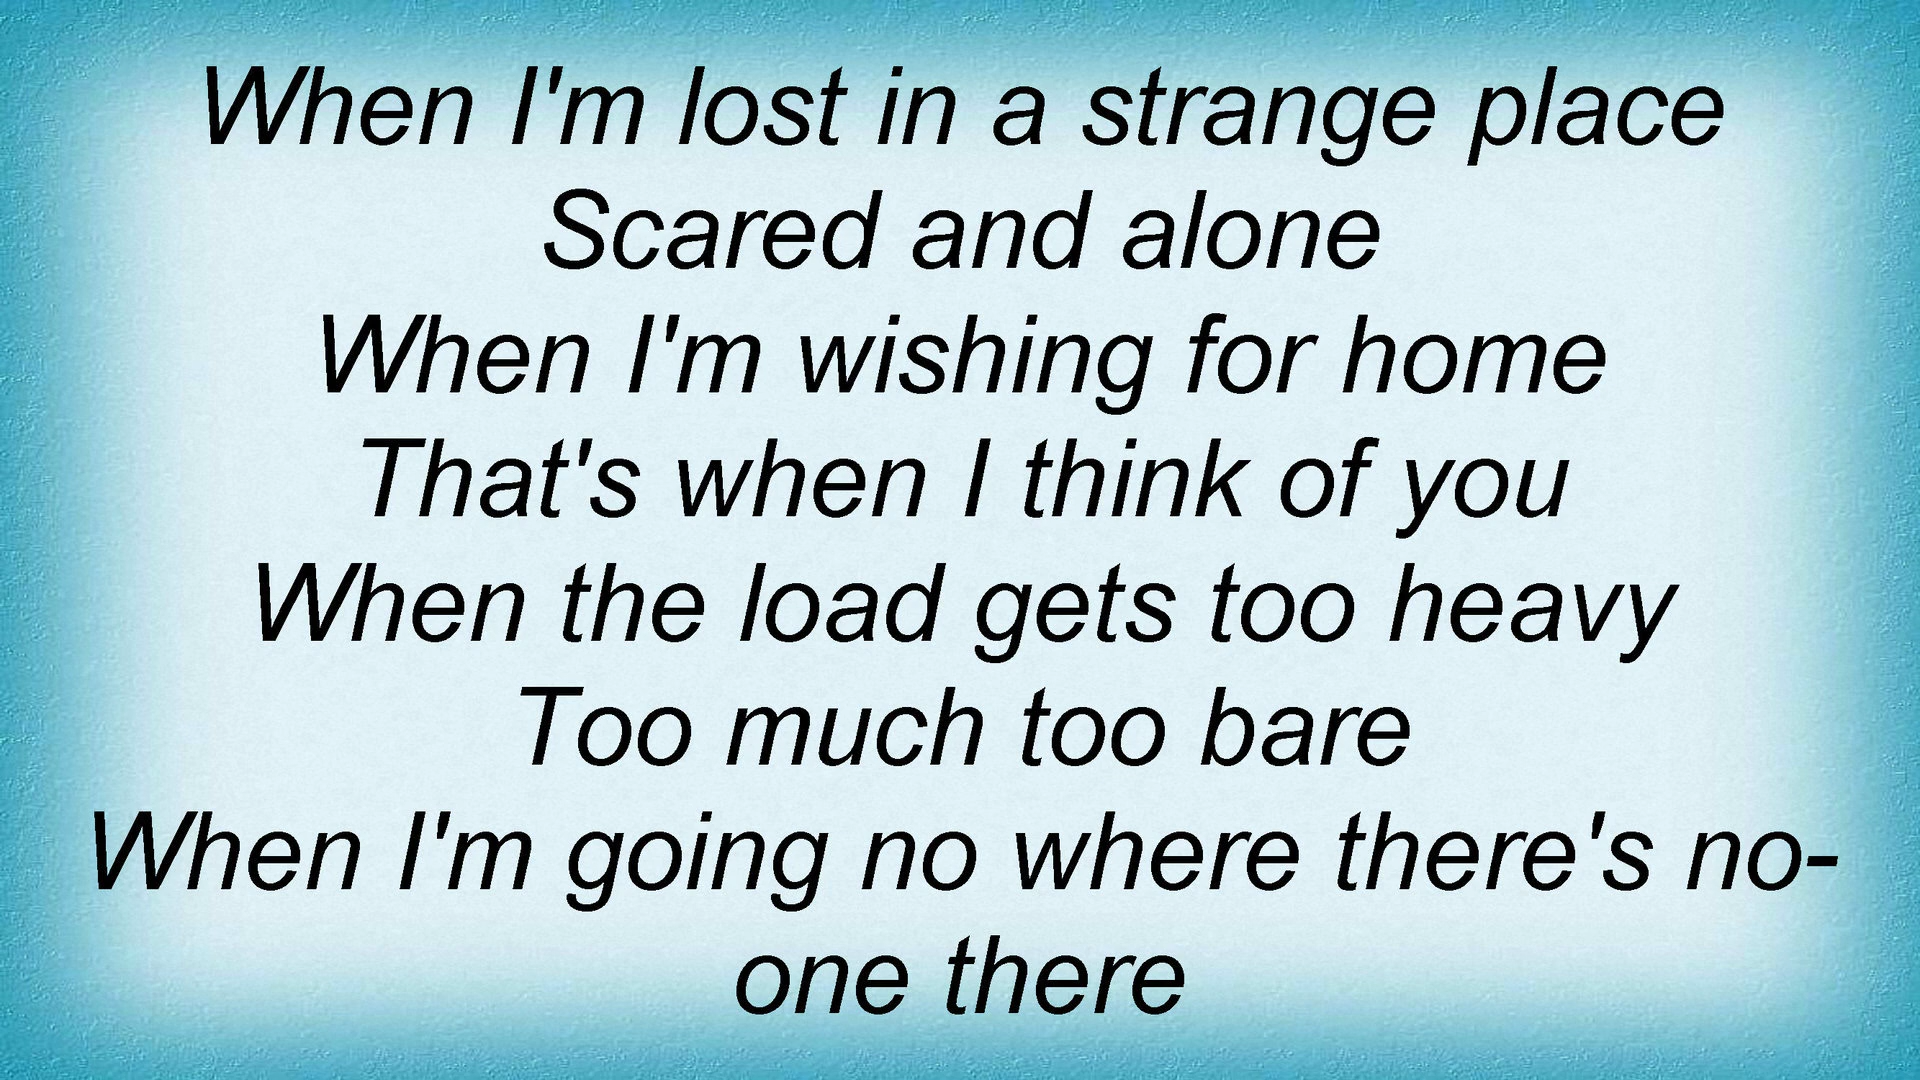 When I'm lost in a strange place
Scared and alone
When I'm wishing for home
That's when I think of you
When the load gets too heavy
Too much too bare
When I'm going no where there's no-
one there